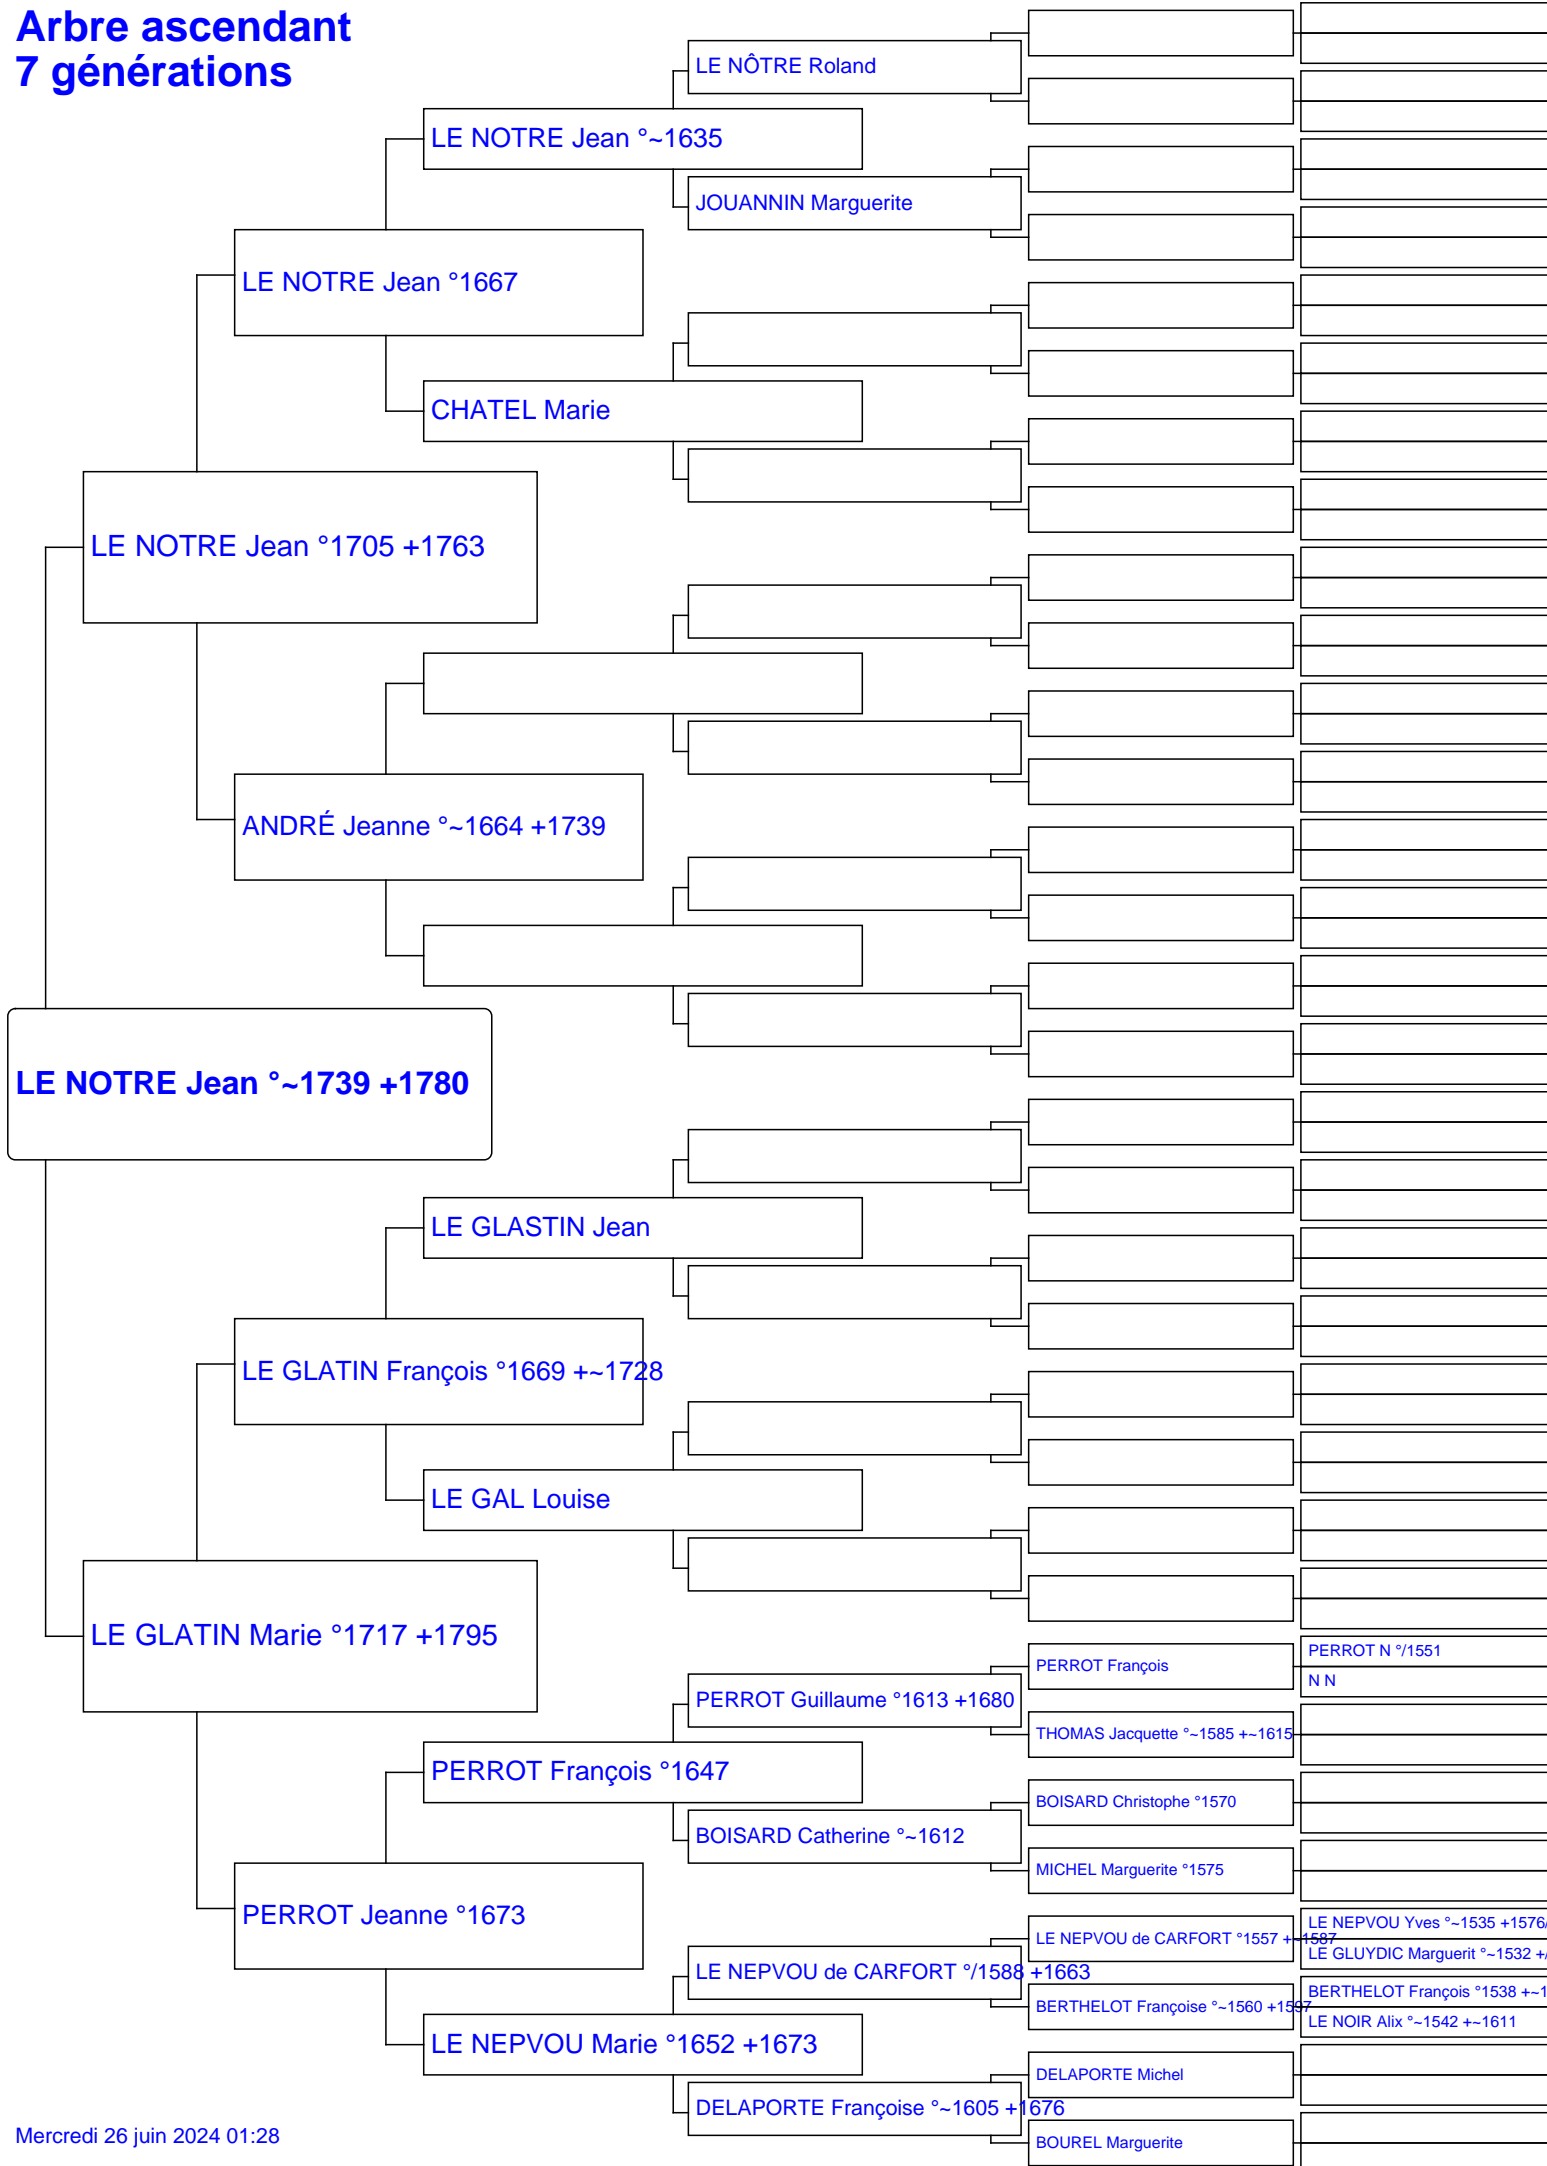 Arbre ascendant
7 générations
LE NÔTRE Roland
LE NOTRE Jean °~1635
JOUANNIN Marguerite
LE NOTRE Jean °1667
CHATEL Marie
LE NOTRE Jean °1705 +1763
ANDRÉ Jeanne °~1664 +1739
LE NOTRE Jean °~1739 +1780
LE GLASTIN Jean
LE GLATIN François °1669 +~1728
LE GAL Louise
LE GLATIN Marie °1717 +1795
PERROT N °/1551
PERROT François
N N
PERROT Guillaume °1613 +1680
THOMAS Jacquette °~1585 +~1615
PERROT François °1647
BOISARD Christophe °1570
BOISARD Catherine °~1612
MICHEL Marguerite °1575
PERROT Jeanne °1673
LE NEPVOU Yves °~1535 +1576/
LE NEPVOU de CARFORT °1557 +~1587
LE GLUYDIC Marguerit °~1532 +/
LE NEPVOU de CARFORT °/1588 +1663
BERTHELOT François °1538 +~1
BERTHELOT Françoise °~1560 +1597
LE NOIR Alix °~1542 +~1611
LE NEPVOU Marie °1652 +1673
DELAPORTE Michel
DELAPORTE Françoise °~1605 +1676
BOUREL Marguerite
Mercredi 26 juin 2024 01:28